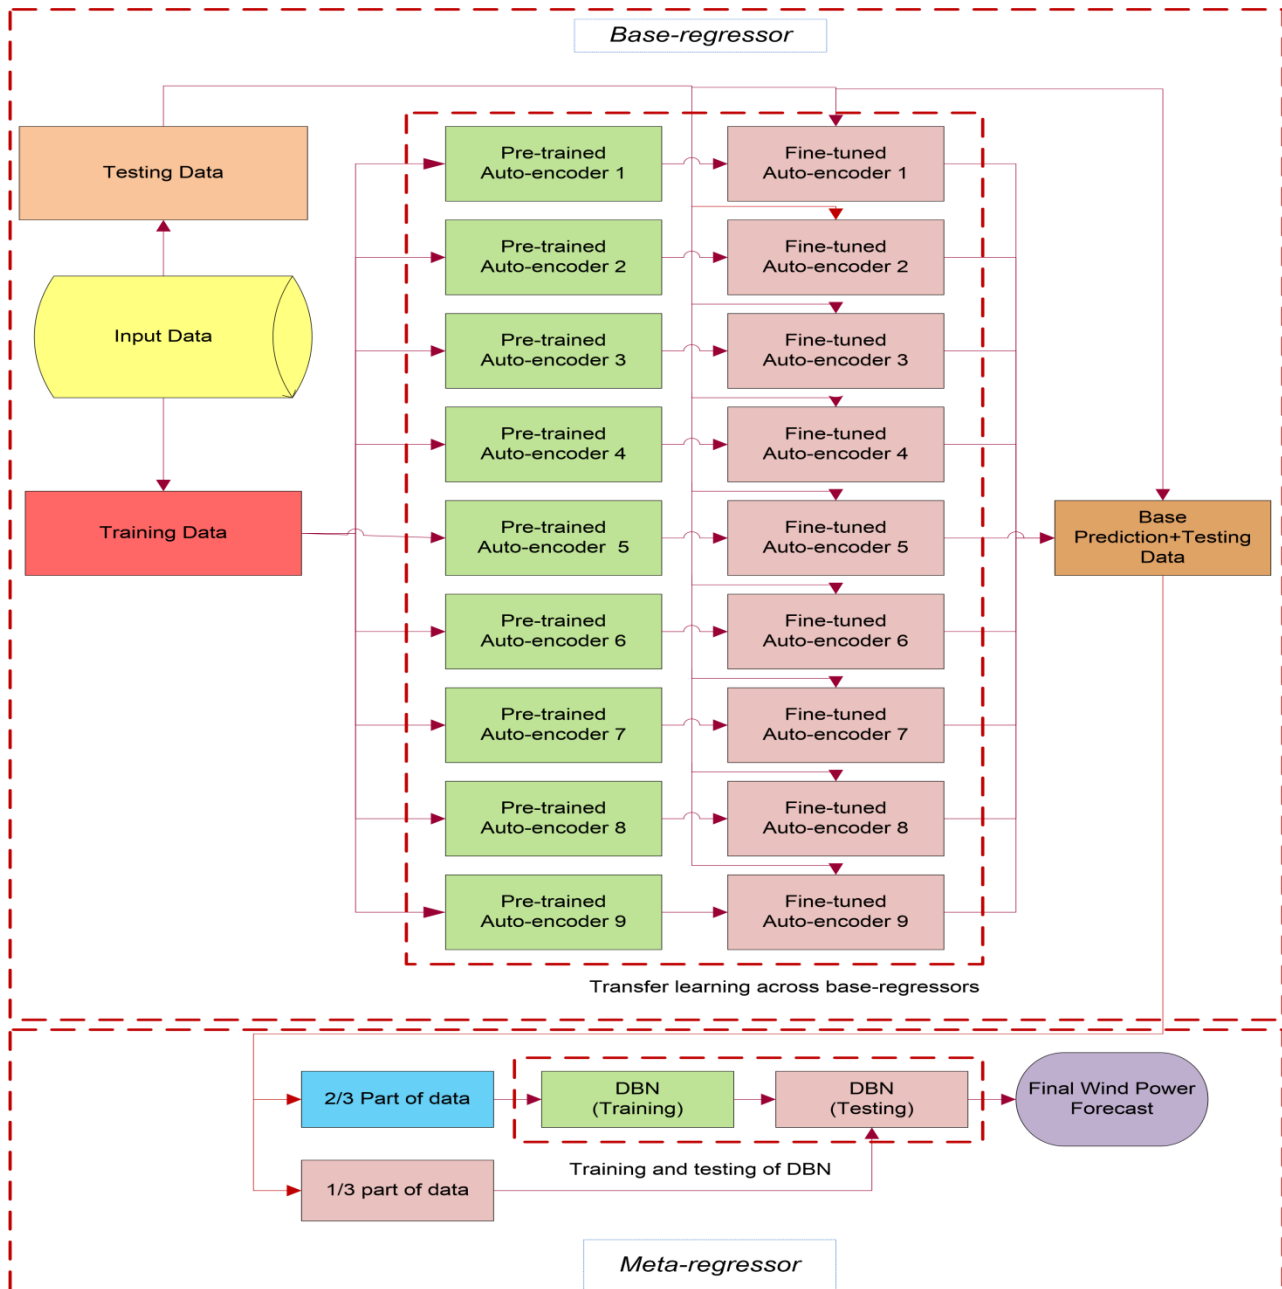 Base-regressor
Testing Data
Input Data
Training Data
Pre-trained
Auto-encoder 1
Fine-tuned
Auto-encoder 1
Pre-trained
Auto-encoder 2
Fine-tuned
Auto-encoder 2
Pre-trained
Auto-encoder 3
Fine-tuned
Auto-encoder 3
Pre-trained
Auto-encoder 4
Fine-tuned
Auto-encoder 4
Pre-trained
Auto-encoder  5
Fine-tuned
Auto-encoder 5
Pre-trained
Auto-encoder 6
Fine-tuned
Auto-encoder 6
Pre-trained
Auto-encoder 7
Fine-tuned
Auto-encoder 7
Pre-trained
Auto-encoder 8
Fine-tuned
Auto-encoder 8
Pre-trained
Auto-encoder 9
Fine-tuned
Auto-encoder 9
Base
Prediction+Testing
Data
Transfer learning across base-regressors
2/3 Part of data
DBN
(Training)
DBN
(Testing)
Final Wind Power
Forecast
1/3 part of data
Training and testing of DBN
Meta-regressor